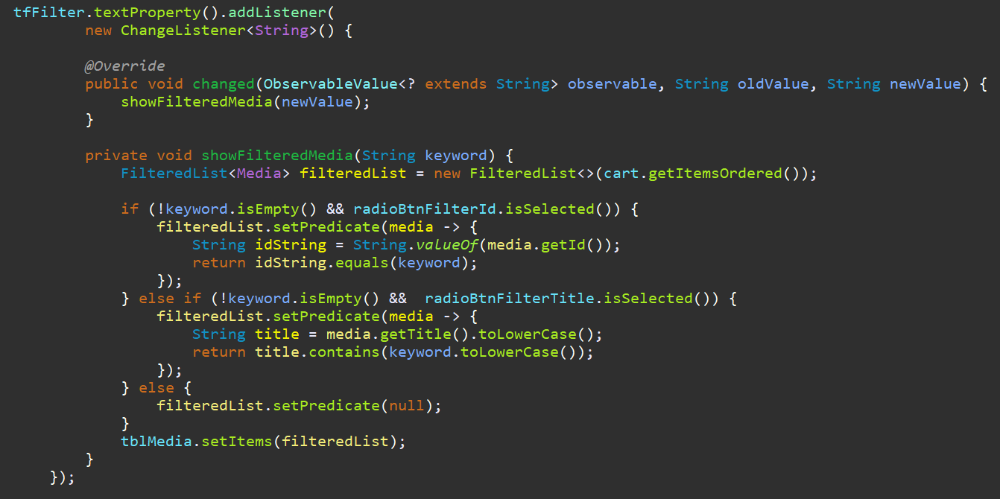 tfFilter.textProperty().addListener(
        new ChangeListener<String>() {

        @Override
        public void changed(ObservableValue<? extends String> observable, String oldValue, String newValue) {
            showFilteredMedia(newValue);
        }

        private void showFilteredMedia(String keyword) {
            FilteredList<Media> filteredList = new FilteredList<>(cart.getItemsOrdered());

            if (!keyword.isEmpty() && radioBtnFilterId.isSelected()) {
                filteredList.setPredicate(media -> {
                    String idString = String.valueOf(media.getId());
                    return idString.equals(keyword);
                });
            } else if (!keyword.isEmpty() &&  radioBtnFilterTitle.isSelected()) {
                filteredList.setPredicate(media -> {
                    String title = media.getTitle().toLowerCase();
                    return title.contains(keyword.toLowerCase());
                });
            } else {
                filteredList.setPredicate(null);
            }
            tblMedia.setItems(filteredList);
        }
    });